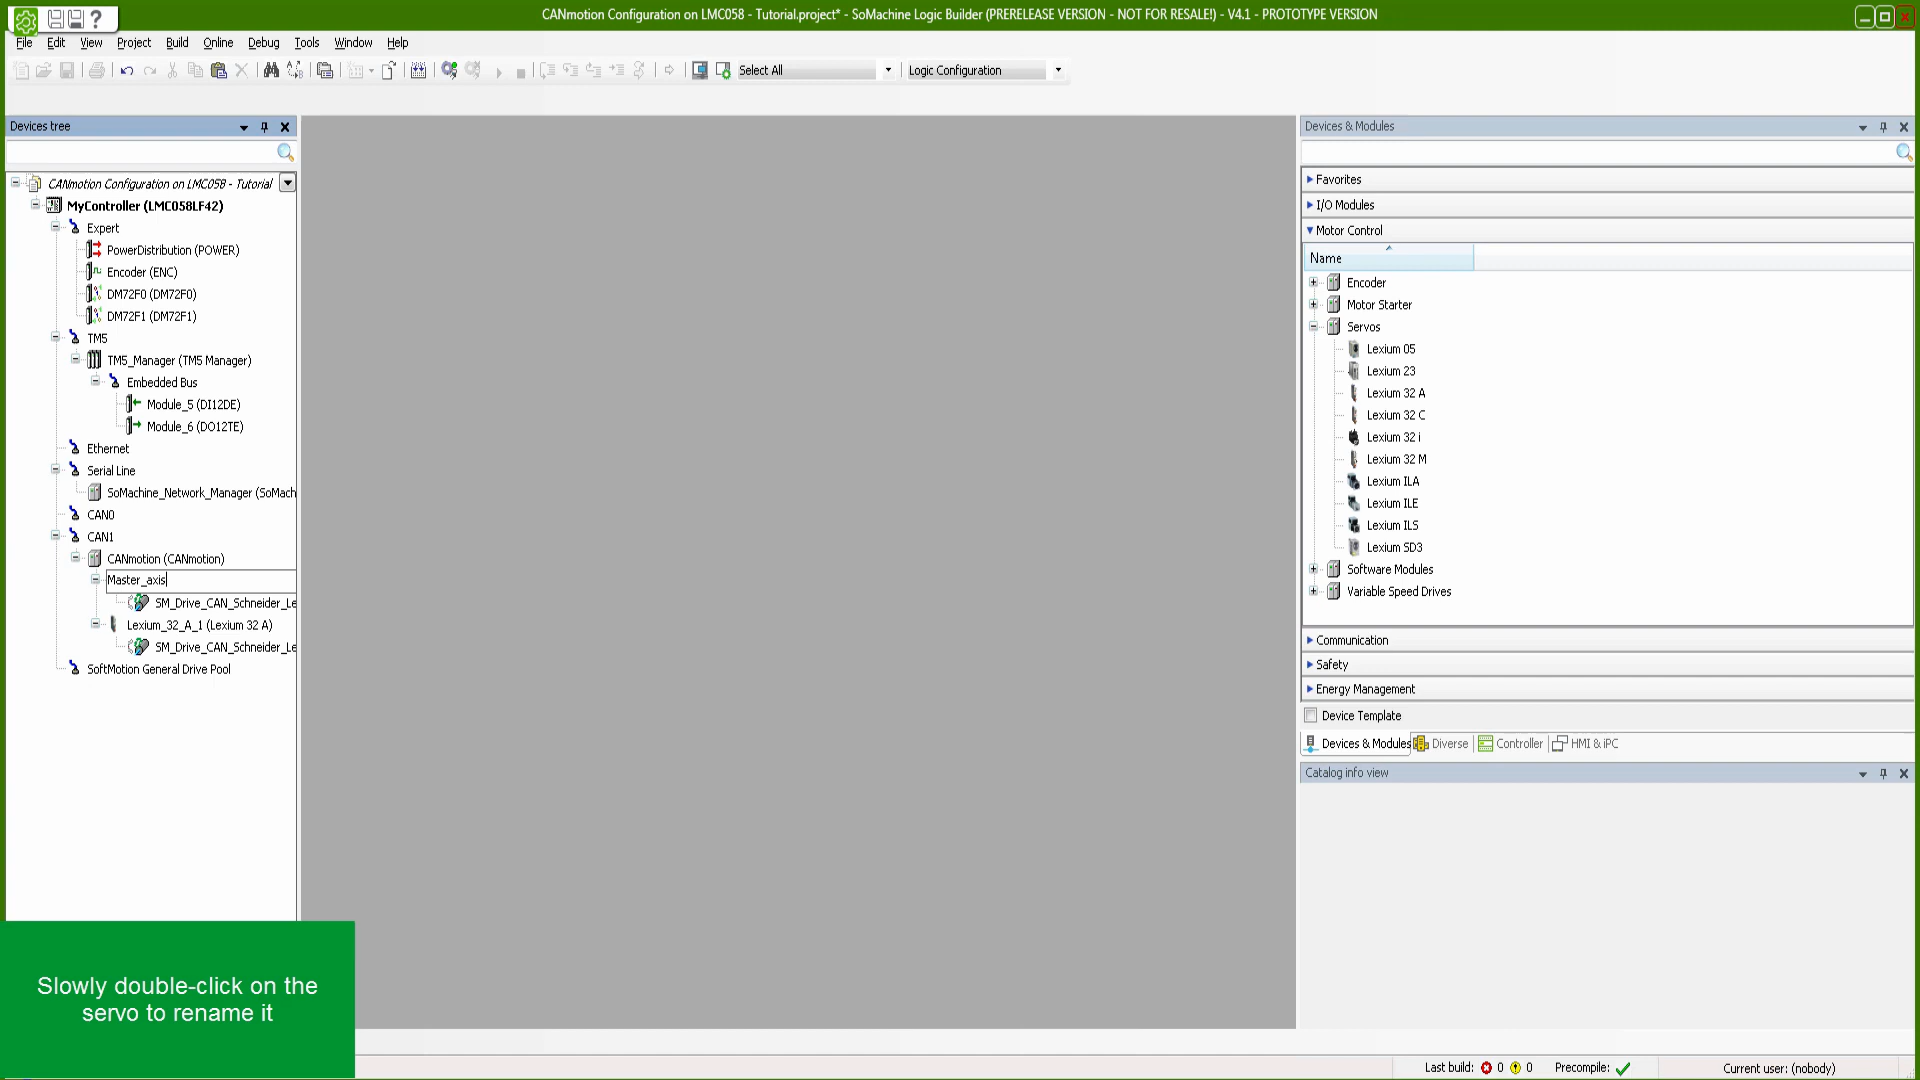 CANmotion Configuration on LMC058 - Tutorial.project* - SoMachine Logic Builder (PRERELEASE VERSION - NOT FOR RESALE!) - V4.1 - PROTOTYPE VERSION
File Edit View Project Build Online Debug Tools Window Help
Select All Logic Configuration
Devices tree
CANmotion Configuration on LMC058 - Tutorial
MyController (LMC058LF42)
Expert
PowerDistribution (POWER)
Encoder (ENC)
DM72F0 (DM72F0)
DM72F1 (DM72F1)
TM5
TM5_Manager (TM5 Manager)
Embedded Bus
Module_5 (DI12DE)
Module_6 (DO12TE)
Ethernet
Serial Line
SoMachine_Network_Manager (SoMach
CAN0
CAN1
CANmotion (CANmotion)
Master_axis
SM_Drive_CAN_Schneider_Le
Lexium_32_A_1 (Lexium 32 A)
SM_Drive_CAN_Schneider_Le
SoftMotion General Drive Pool
Slowly double-click on the
servo to rename it
Devices & Modules
Favorites
I/O Modules
Motor Control
Name
Encoder
Motor Starter
Servos
Lexium 05
Lexium 23
Lexium 32 A
Lexium 32 C
Lexium 32 i
Lexium 32 M
Lexium ILA
Lexium ILE
Lexium ILS
Lexium SD3
Software Modules
Variable Speed Drives
Communication
Safety
Energy Management
Device Template
Devices & Modules Diverse Controller HMI & iPC
Catalog info view
Last build: 0 0 Precompile: Current user: (nobody)